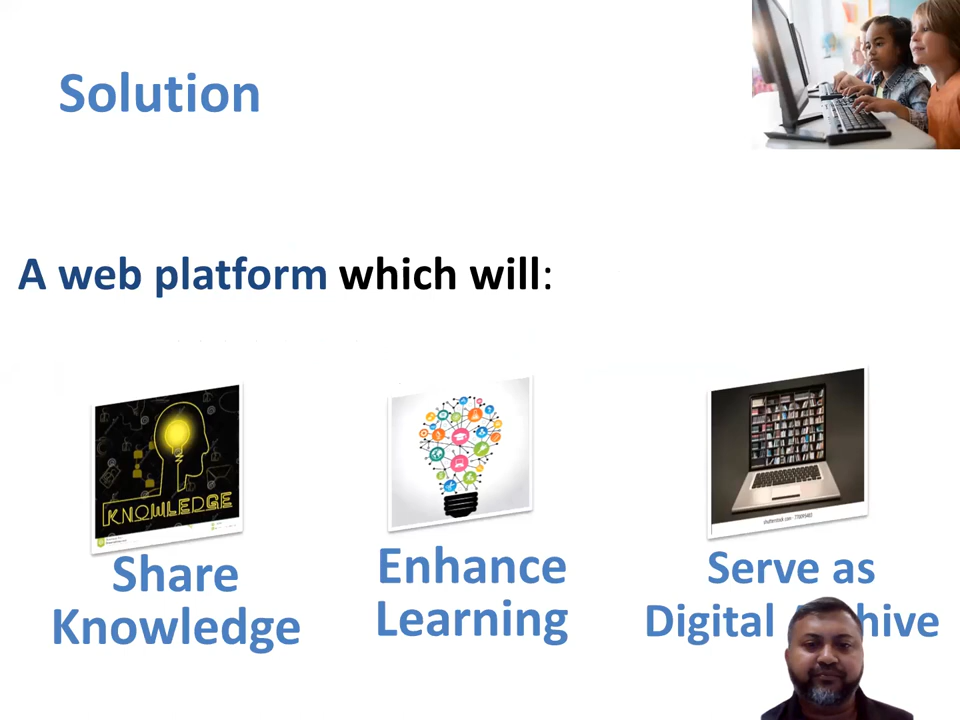 Solution
A web platform which will:
KNOWLEDGE
Share
Knowledge
Enhance
Learning
Serve as
Digital